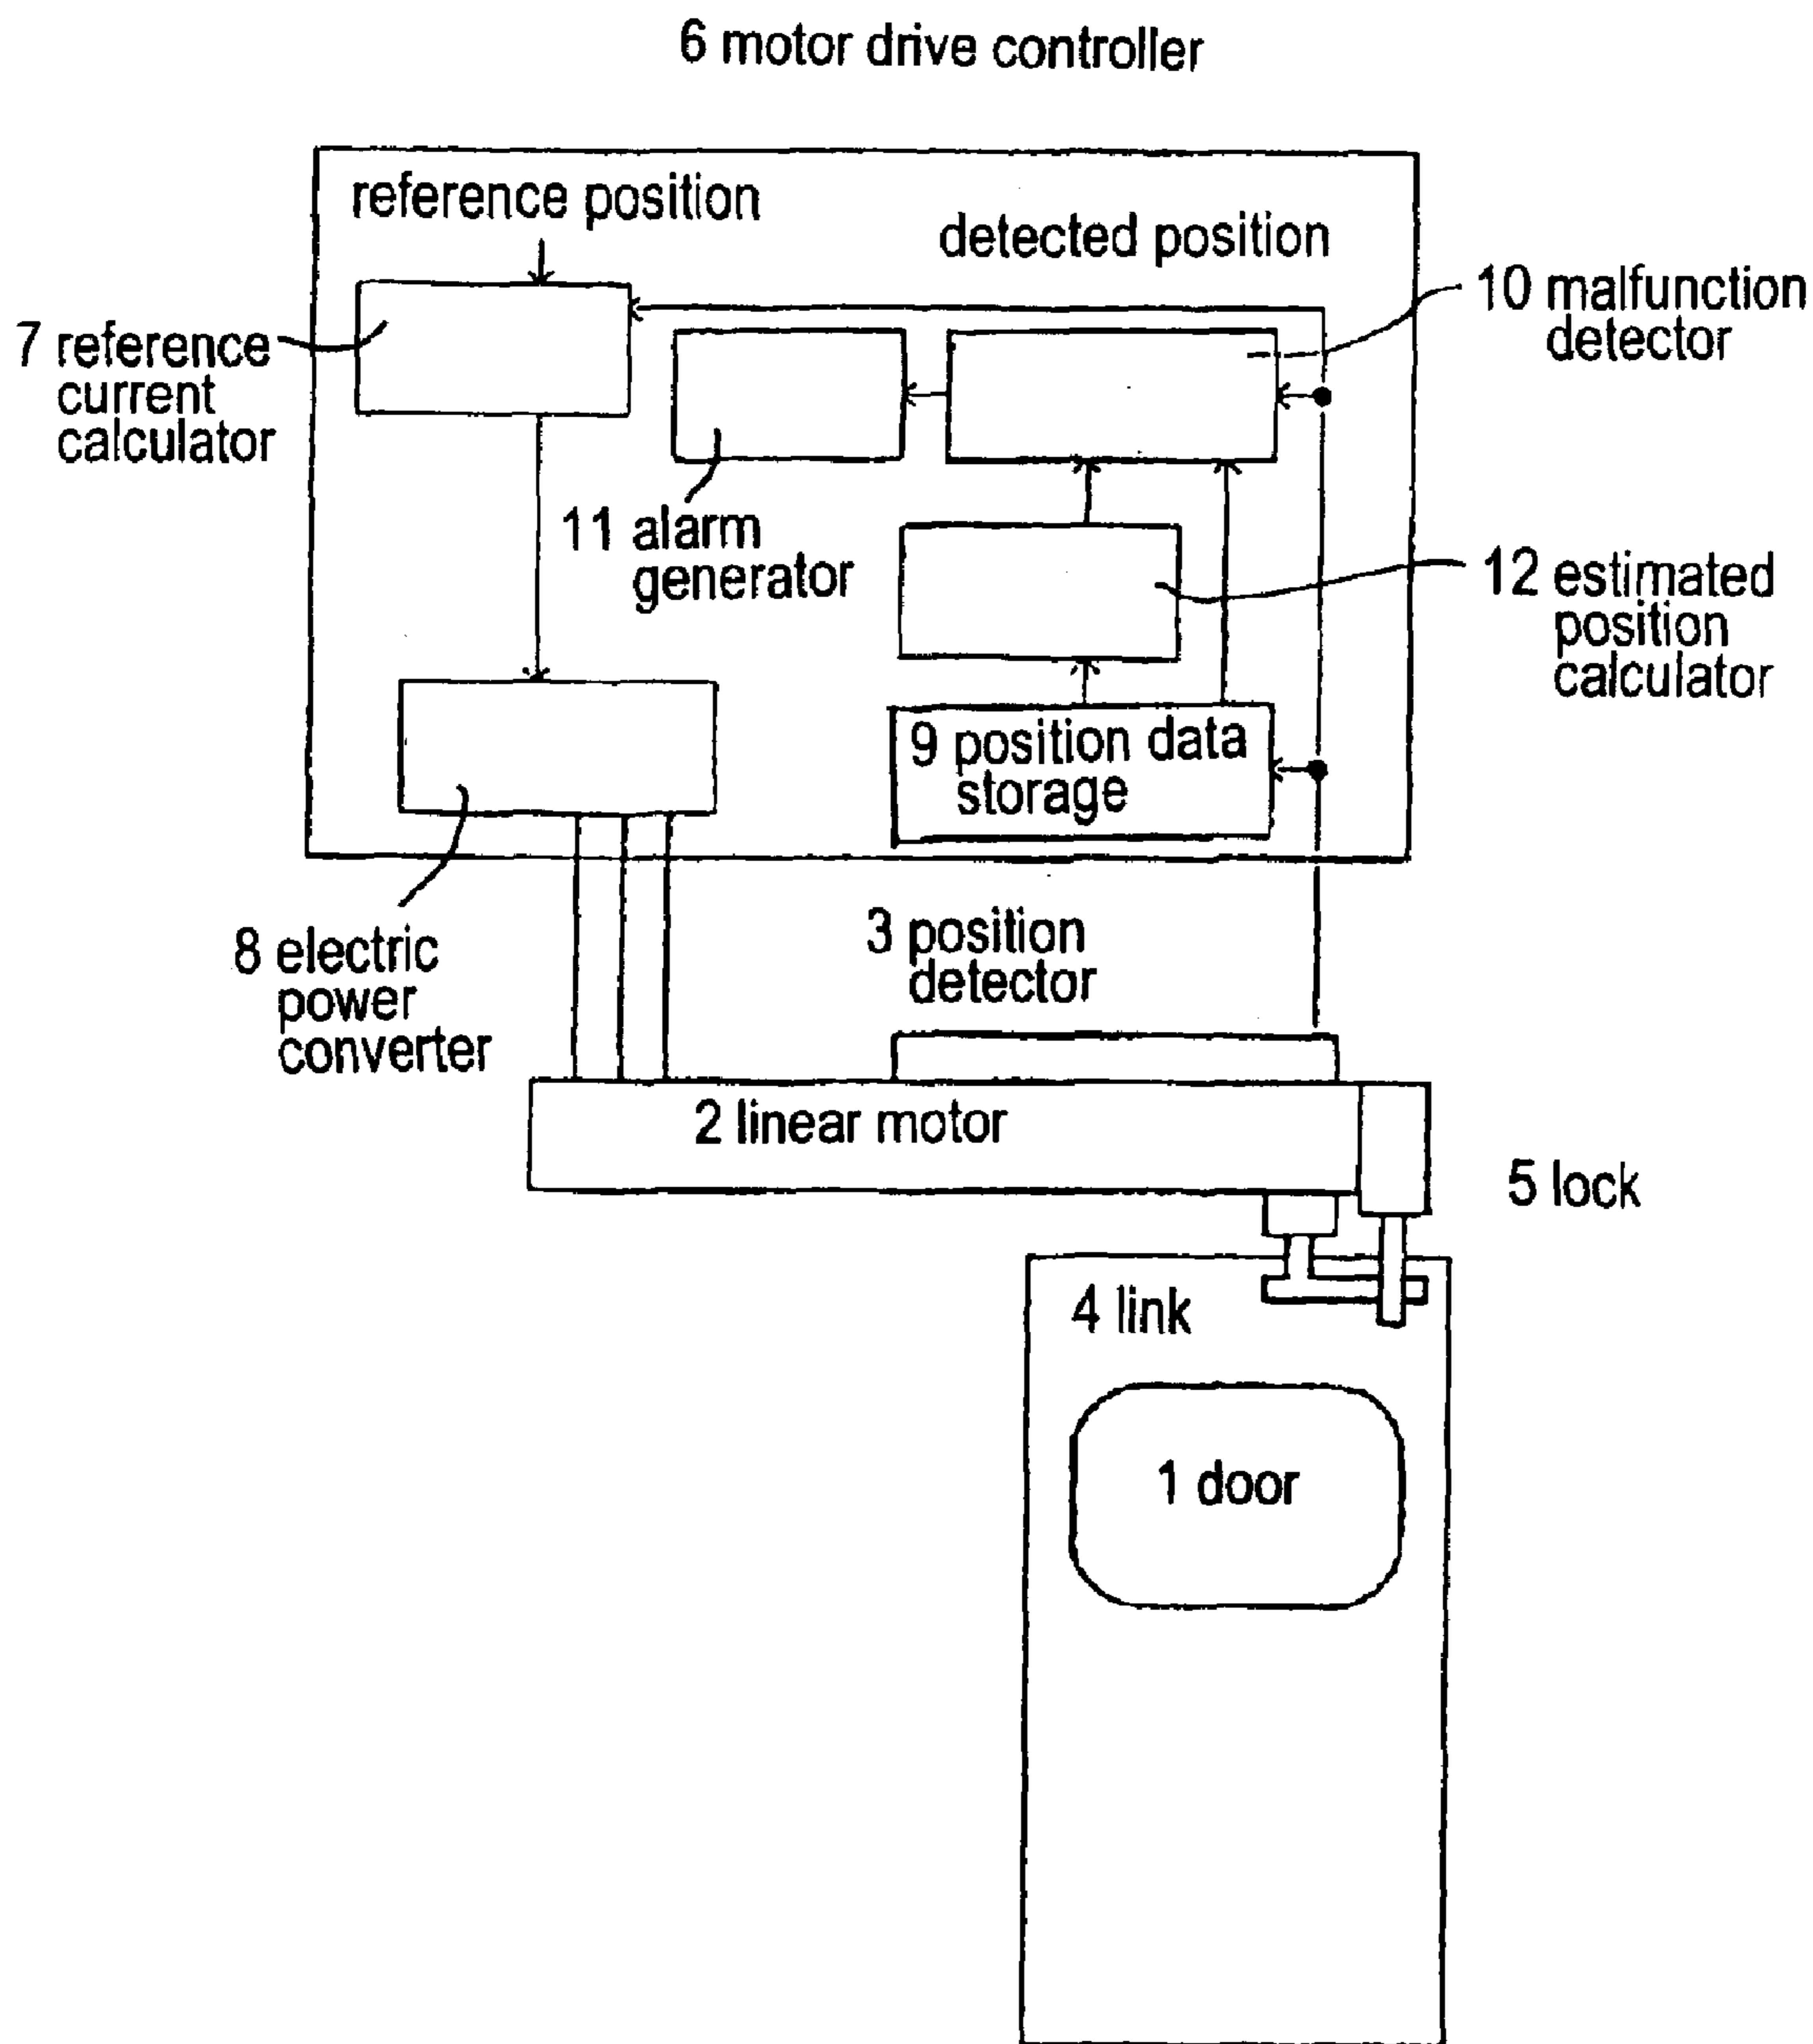 6 motor drive controller
reference position
detected position
10 malfunction
detector
7 reference
current
calculator
11 alarm
generator
12 estimated
position
calculator
9 position data
storage
8 electric
power
converter
3 position
detector
2 linear motor
5 lock
4 link
1 door